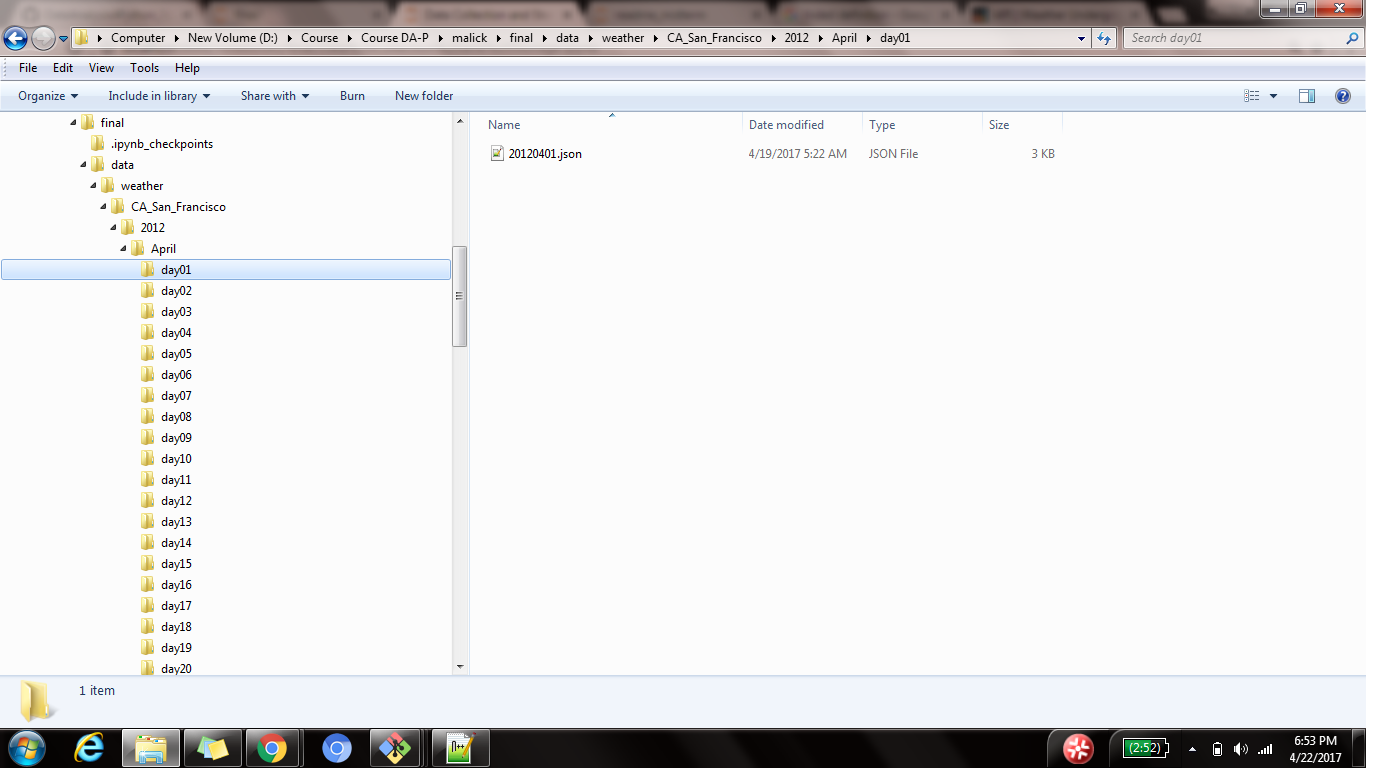 Computer New Volume (D:) Course Course DA-P malick final data weather CA_San_Francisco 2012 April day01 Search day01
File Edit View Tools Help
Organize Include in library Share with Burn New folder
final
.ipynb_checkpoints
data
weather
CA_San_Francisco
2012
April
day01
day02
day03
day04
day05
day06
day07
day08
day09
day10
day11
day12
day13
day14
day15
day16
day17
day18
day19
day20
Name Date modified Type Size
20120401.json 4/19/2017 5:22 AM JSON File 3 KB
1 item
(2:52) 6:53 PM
4/22/2017